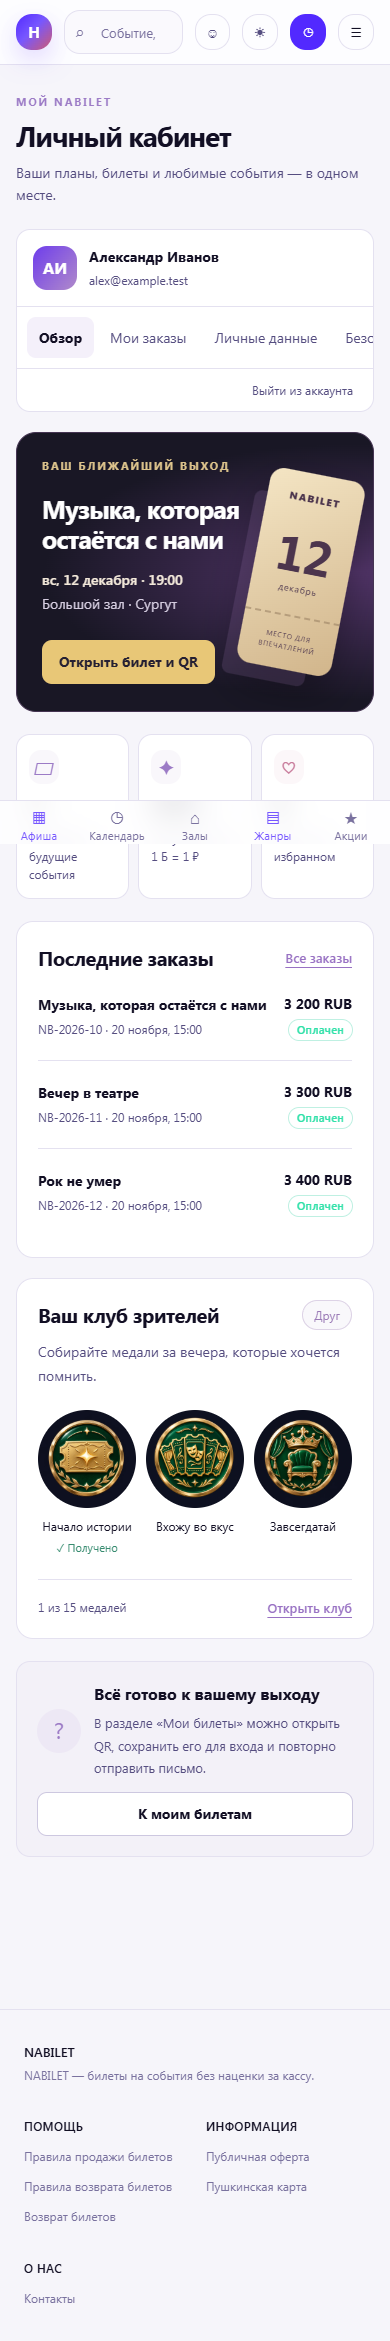 Н
Событие,
МОЙ NABILET
Личный кабинет
Ваши планы, билеты и любимые события — в одном
месте.
АИ
Александр Иванов
alex@example.test
Обзор
Мои заказы
Личные данные
Выйти из аккаунта
ВАШ БЛИЖАЙШИЙ ВЫХОД
Музыка, которая
остаётся с нами
вс, 12 декабря · 19:00
Большой зал · Сургут
Открыть билет и QR
NABILET
12
декабрь
МЕСТО ДЛЯ
ВПЕЧАТЛЕНИЙ
Афиша
Календарь
Залы
Жанры
Акции
будущие
события
1 Б = 1 ₽
избранном
Последние заказы
Все заказы
Музыка, которая остаётся с нами
3 200 RUB
NB-2026-10 · 20 ноября, 15:00
Оплачен
Вечер в театре
3 300 RUB
NB-2026-11 · 20 ноября, 15:00
Оплачен
Рок не умер
3 400 RUB
NB-2026-12 · 20 ноября, 15:00
Оплачен
Ваш клуб зрителей
Друг
Собирайте медали за вечера, которые хочется
помнить.
Начало истории
✓ Получено
Вхожу во вкус
Завсегдатай
1 из 15 медалей
Открыть клуб
?
Всё готово к вашему выходу
В разделе «Мои билеты» можно открыть
QR, сохранить его для входа и повторно
отправить письмо.
К моим билетам
NABILET
NABILET — билеты на события без наценки за кассу.
ПОМОЩЬ
Правила продажи билетов
Правила возврата билетов
Возврат билетов
ИНФОРМАЦИЯ
Публичная оферта
Пушкинская карта
О НАС
Контакты